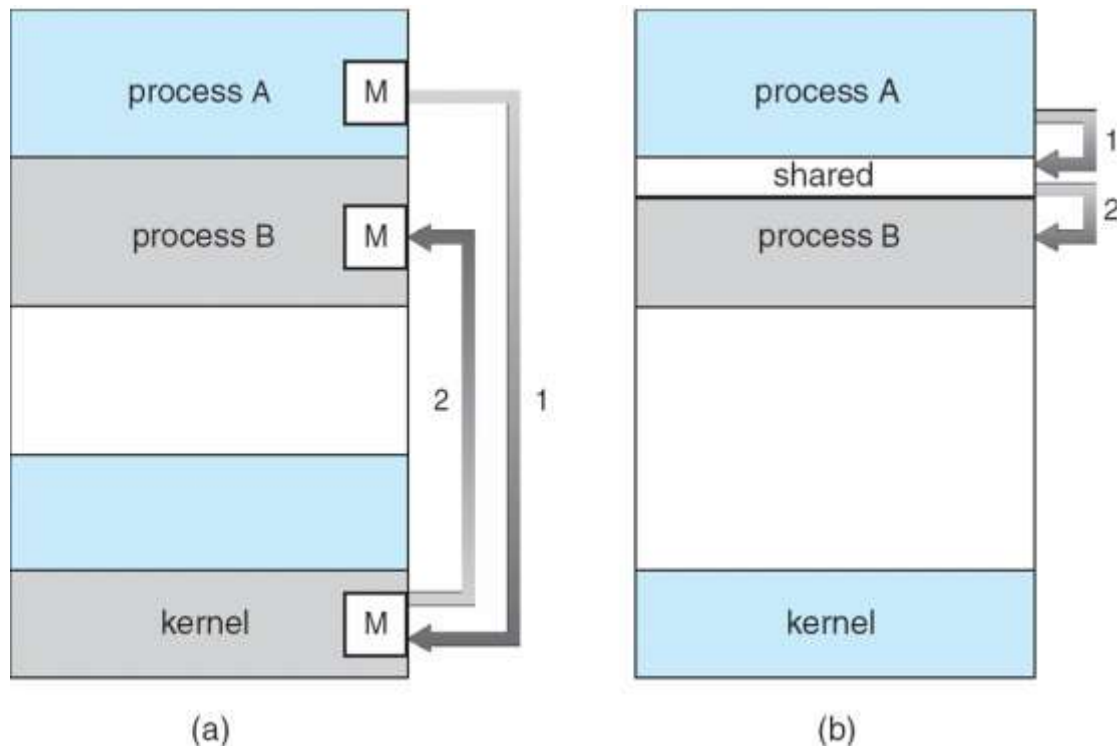 process A
M
process B
M
2
1
kernel
M
(a)
process A
1
shared
2
process B
kernel
(b)